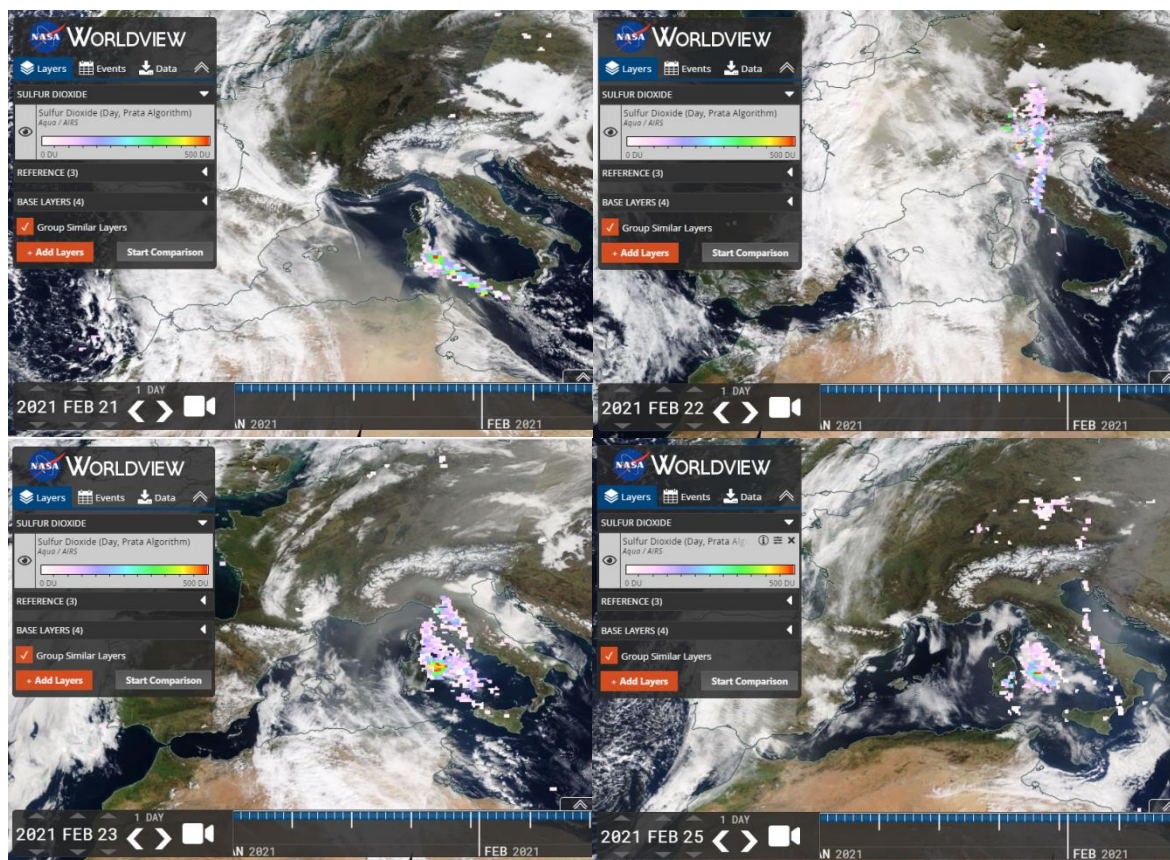 NASA WORLDVIEW
Layers Events Data
SULFUR DIOXIDE
Sulfur Dioxide (Day, Prata Algorithm)
Aqua / AIRS
0 DU 500 DU
REFERENCE (3)
BASE LAYERS (4)
Group Similar Layers
+ Add Layers Start Comparison
1 DAY
2021 FEB 21
AN 2021 FEB 2021
NASA WORLDVIEW
Layers Events Data
SULFUR DIOXIDE
Sulfur Dioxide (Day, Prata Algorithm)
Aqua / AIRS
0 DU 500 DU
REFERENCE (3)
BASE LAYERS (4)
Group Similar Layers
+ Add Layers Start Comparison
1 DAY
2021 FEB 22
N 2021 FEB 2021
NASA WORLDVIEW
Layers Events Data
SULFUR DIOXIDE
Sulfur Dioxide (Day, Prata Algorithm)
Aqua / AIRS
0 DU 500 DU
REFERENCE (3)
BASE LAYERS (4)
Group Similar Layers
+ Add Layers Start Comparison
1 DAY
2021 FEB 23
AN 2021 FEB 2021
NASA WORLDVIEW
Layers Events Data
SULFUR DIOXIDE
Sulfur Dioxide (Day, Prata Alg
Aqua / AIRS
0 DU 500 DU
REFERENCE (3)
BASE LAYERS (4)
Group Similar Layers
+ Add Layers Start Comparison
1 DAY
2021 FEB 25
N 2021 FEB 2021